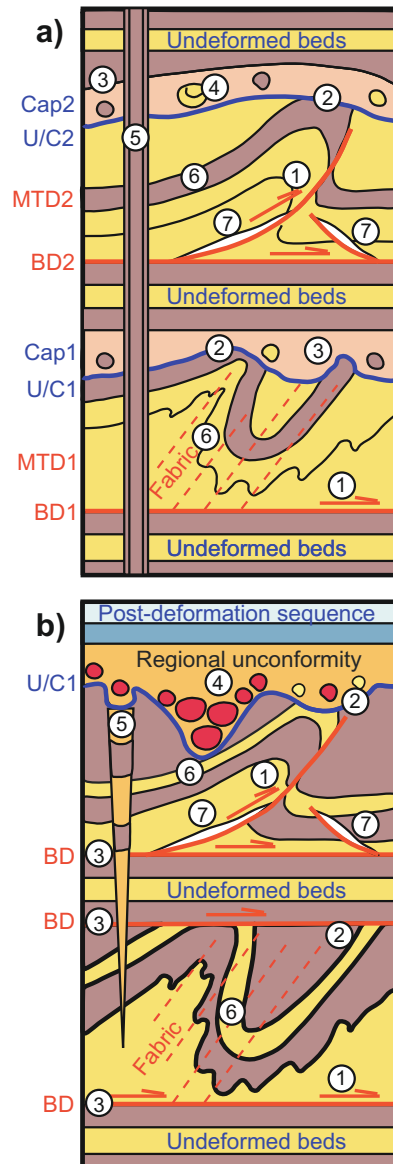 a)
Undeformed beds
3
4
Cap2
2
U/C2
5
1
6
MTD2
7
7
BD2
Undeformed beds
Cap1
2
3
U/C1
6
MTD1
Fabric
1
BD1
Undeformed beds
b)
Post-deformation sequence
Regional unconformity
4
U/C1
2
5
6
1
7
7
BD
3
Undeformed beds
BD
3
2
6
Fabric
1
BD
3
Undeformed beds